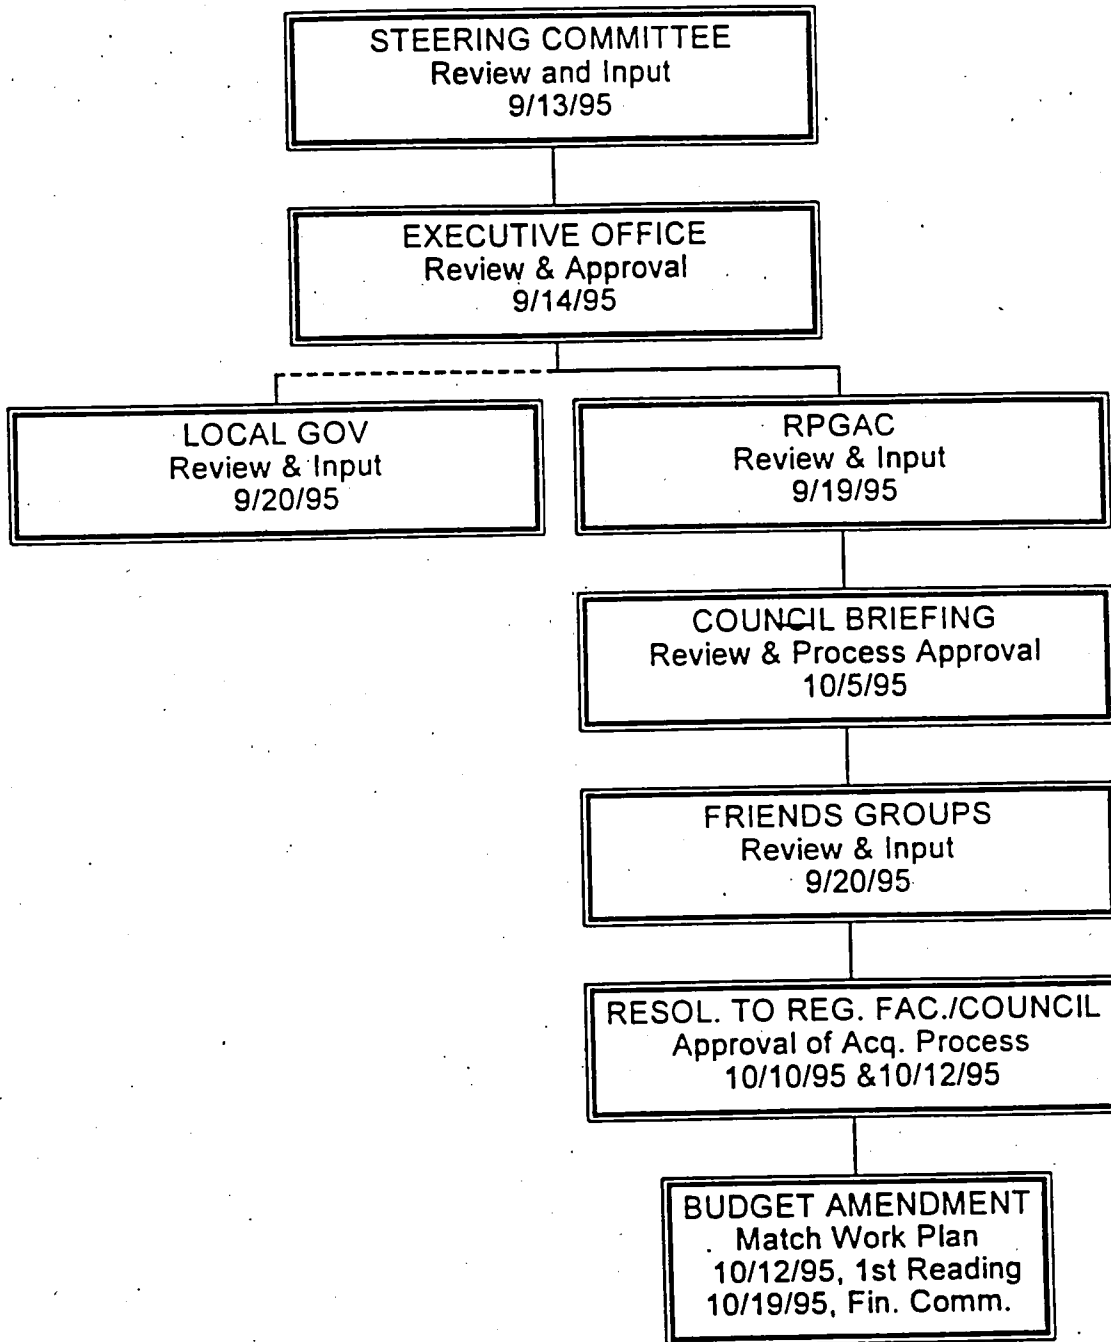 STEERING COMMITTEE
Review and Input
9/13/95
EXECUTIVE OFFICE
Review & Approval
9/14/95
LOCAL GOV
Review & Input
9/20/95
RPGAC
Review & Input
9/19/95
COUNCIL BRIEFING
Review & Process Approval
10/5/95
FRIENDS GROUPS
Review & Input
9/20/95
RESOL. TO REG. FAC./COUNCIL
Approval of Acq. Process
10/10/95 &10/12/95
BUDGET AMENDMENT
Match Work Plan
10/12/95, 1st Reading
10/19/95, Fin. Comm.